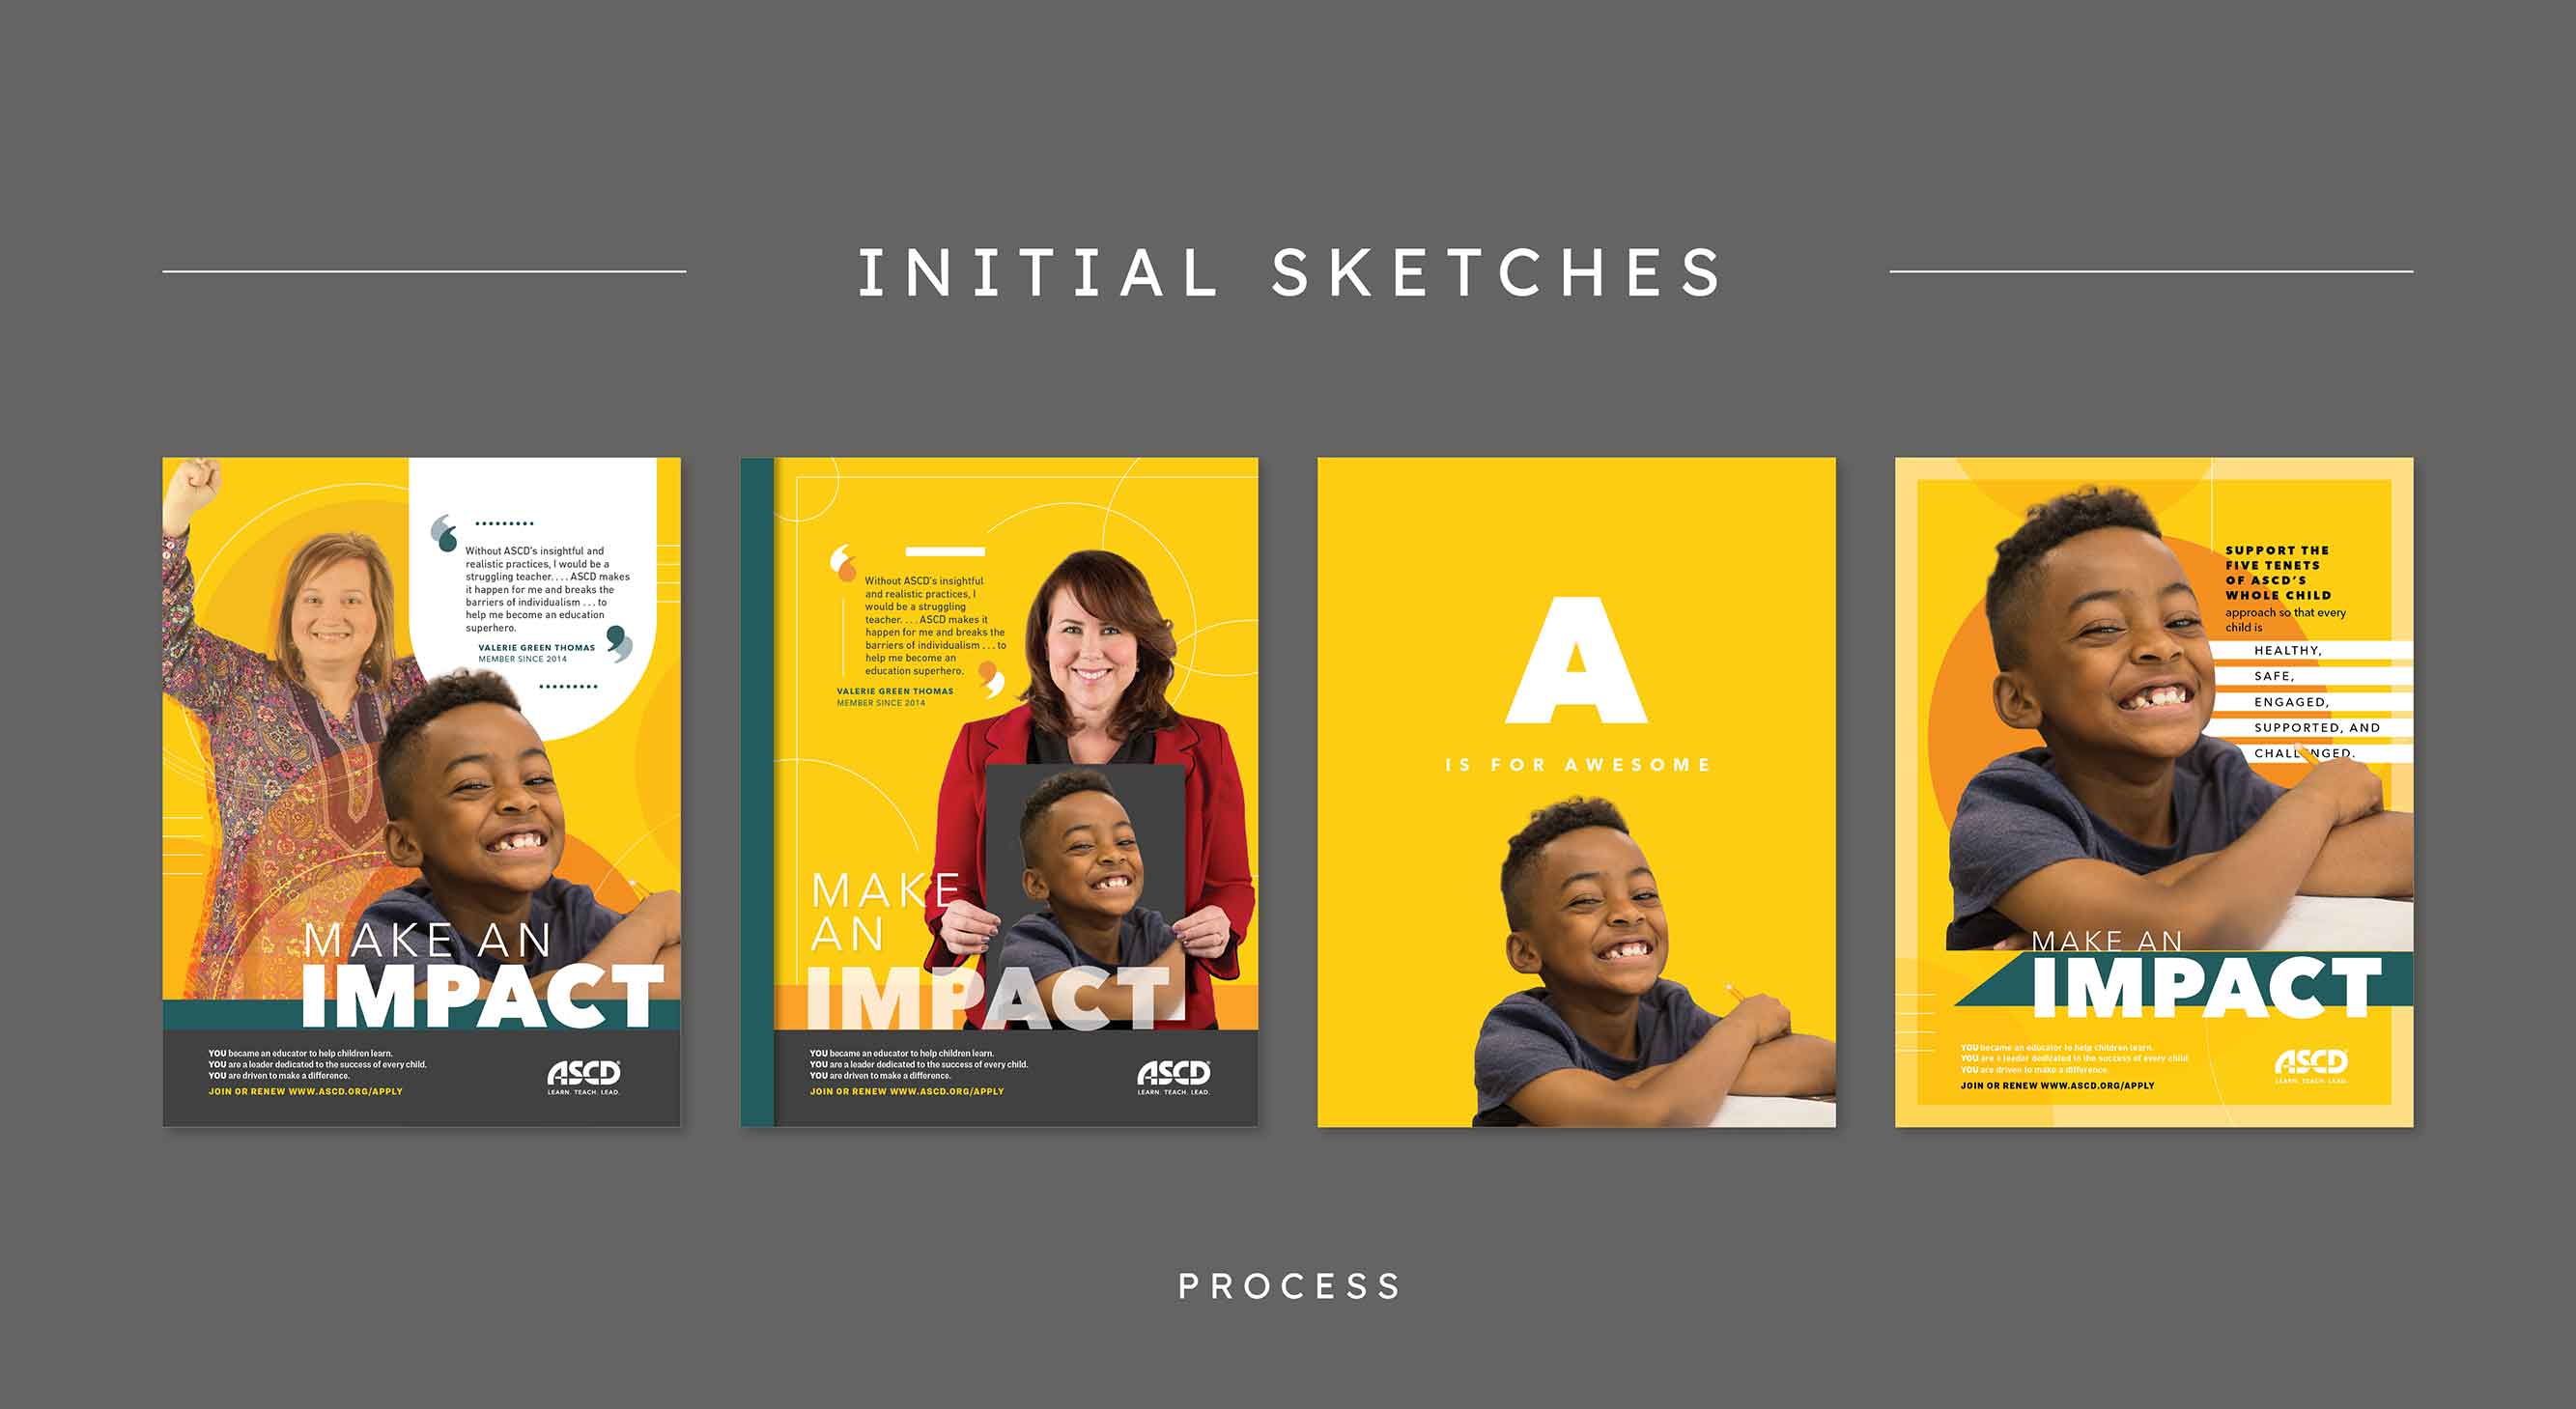 INITIAL SKETCHES
Without ASCD's insightful and
realistic practices, I would be a
struggling teacher. . . . ASCD makes
it happen for me and breaks the
barriers of individualism . . . to
help me become an education
superhero.
VALERIE GREEN THOMAS
MEMBER SINCE 2014
MAKE AN
IMPACT
YOU became an educator to help children learn.
YOU are a leader dedicated to the success of every child.
YOU are driven to make a difference.
JOIN OR RENEW WWW.ASCD.ORG/APPLY
ASCD®
LEARN. TEACH. LEAD.
Without ASCD's insightful
and realistic practices, I
would be a struggling
teacher. . . . ASCD makes it
happen for me and breaks the
barriers of individualism . . . to
help me become an
education superhero.
VALERIE GREEN THOMAS
MEMBER SINCE 2014
MAKE
AN
IMPACT
YOU became an educator to help children learn.
YOU are a leader dedicated to the success of every child.
YOU are driven to make a difference.
JOIN OR RENEW WWW.ASCD.ORG/APPLY
ASCD®
LEARN. TEACH. LEAD.
A
IS FOR AWESOME
SUPPORT THE
FIVE TENETS
OF ASCD'S
WHOLE CHILD
approach so that every
child is
HEALTHY,
SAFE,
ENGAGED,
SUPPORTED, AND
CHALLENGED.
MAKE AN
IMPACT
YOU became an educator to help children learn.
YOU are a leader dedicated to the success of every child.
YOU are driven to make a difference.
JOIN OR RENEW WWW.ASCD.ORG/APPLY
ASCD®
LEARN. TEACH. LEAD.
PROCESS